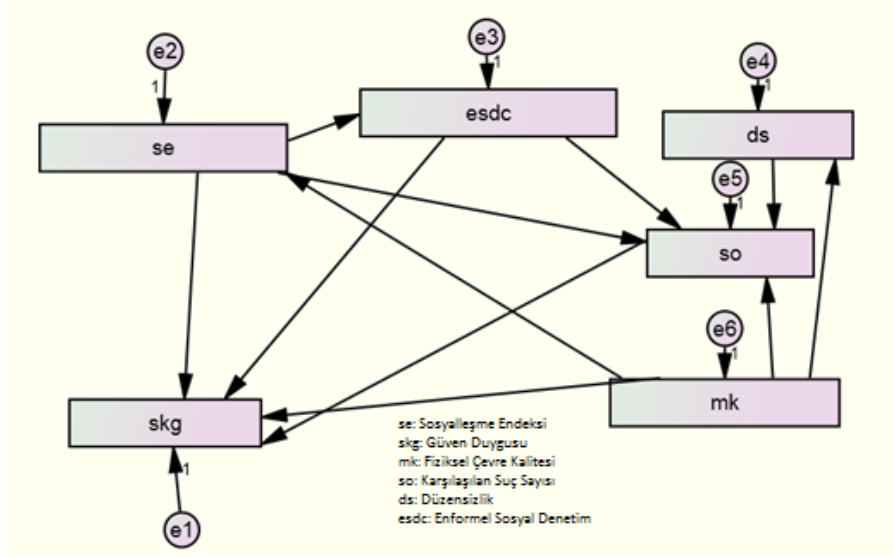 e3
e2
1
e4
1
1
esdc
se
ds
e5
1
so
e6
1
mk
skg
1
e1
se: Sosyalleşme Endeksi
skg: Güven Duygusu
mk: Fiziksel Çevre Kalitesi
so: Karşılaşılan Suç Sayısı
ds: Düzensizlik
esdc: Enformel Sosyal Denetim